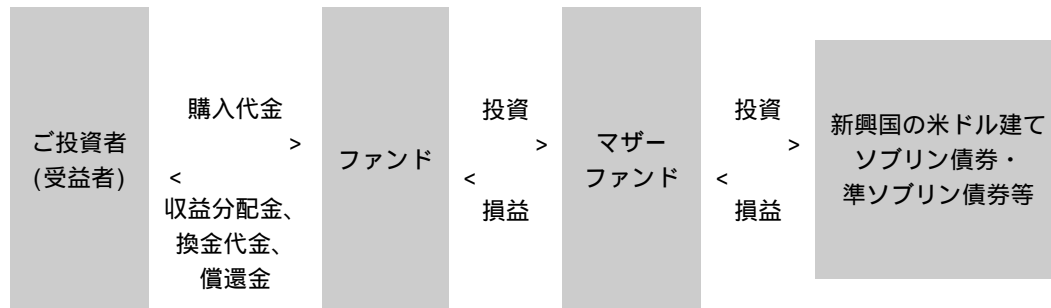 ご投資者
(受益者)
購入代金
>
<
収益分配金、
換金代金、
償還金
ファンド
投資
>
<
損益
マザー
ファンド
投資
>
<
損益
新興国の米ドル建て
ソブリン債券・
準ソブリン債券等